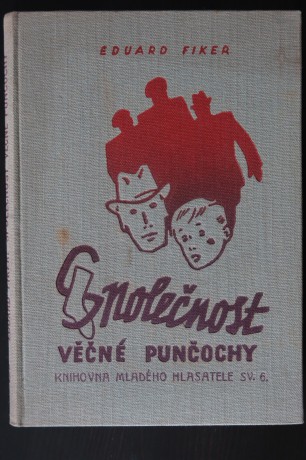 EDUARD FIKER
Společnost
VĚČNÉ PUNČOCHY
KNIHOVNA MLADÉHO HLASATELE SV. 6.